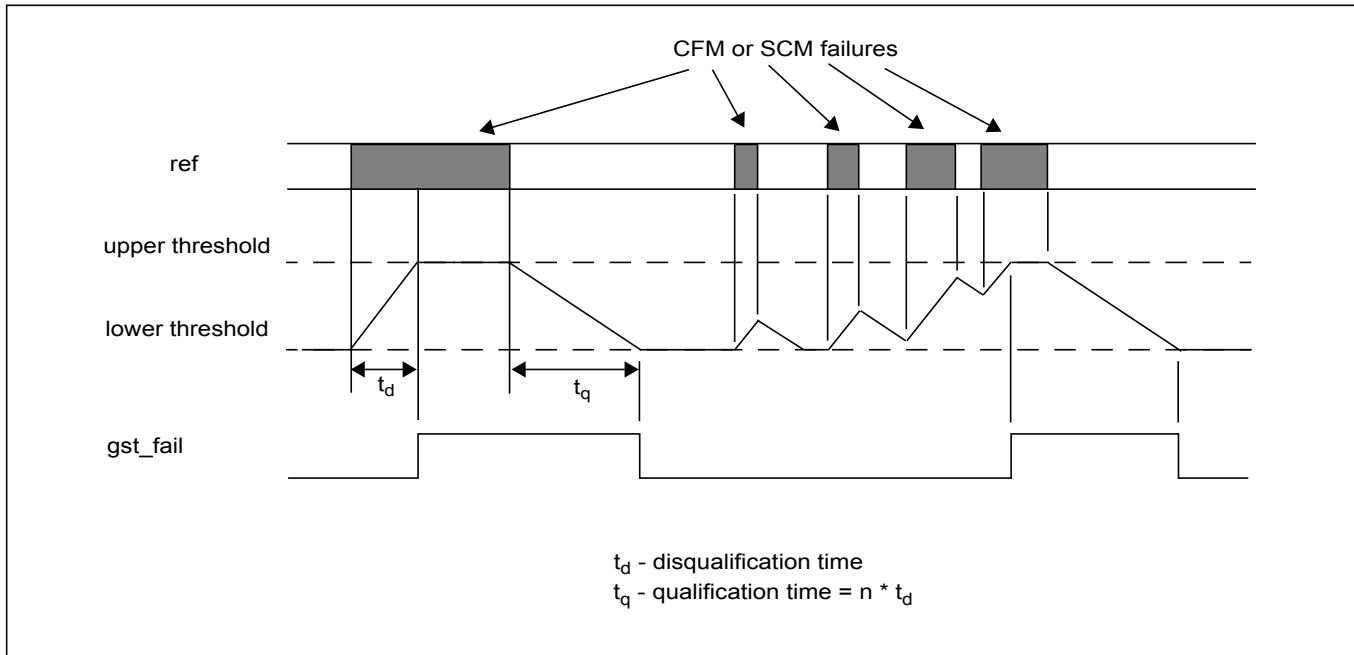 CFM or SCM failures
ref
upper threshold
lower threshold
td
tq
gst_fail
td - disqualification time
tq - qualification time = n * td